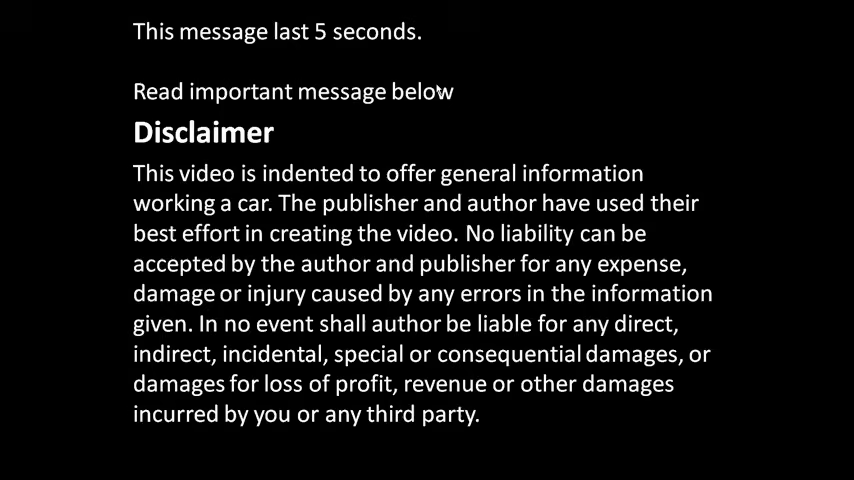 This message last 5 seconds.
Read important message below
Disclaimer
This video is indented to offer general information
working a car. The publisher and author have used their
best effort in creating the video. No liability can be
accepted by the author and publisher for any expense,
damage or injury caused by any errors in the information
given. In no event shall author be liable for any direct,
indirect, incidental, special or consequential damages, or
damages for loss of profit, revenue or other damages
incurred by you or any third party.